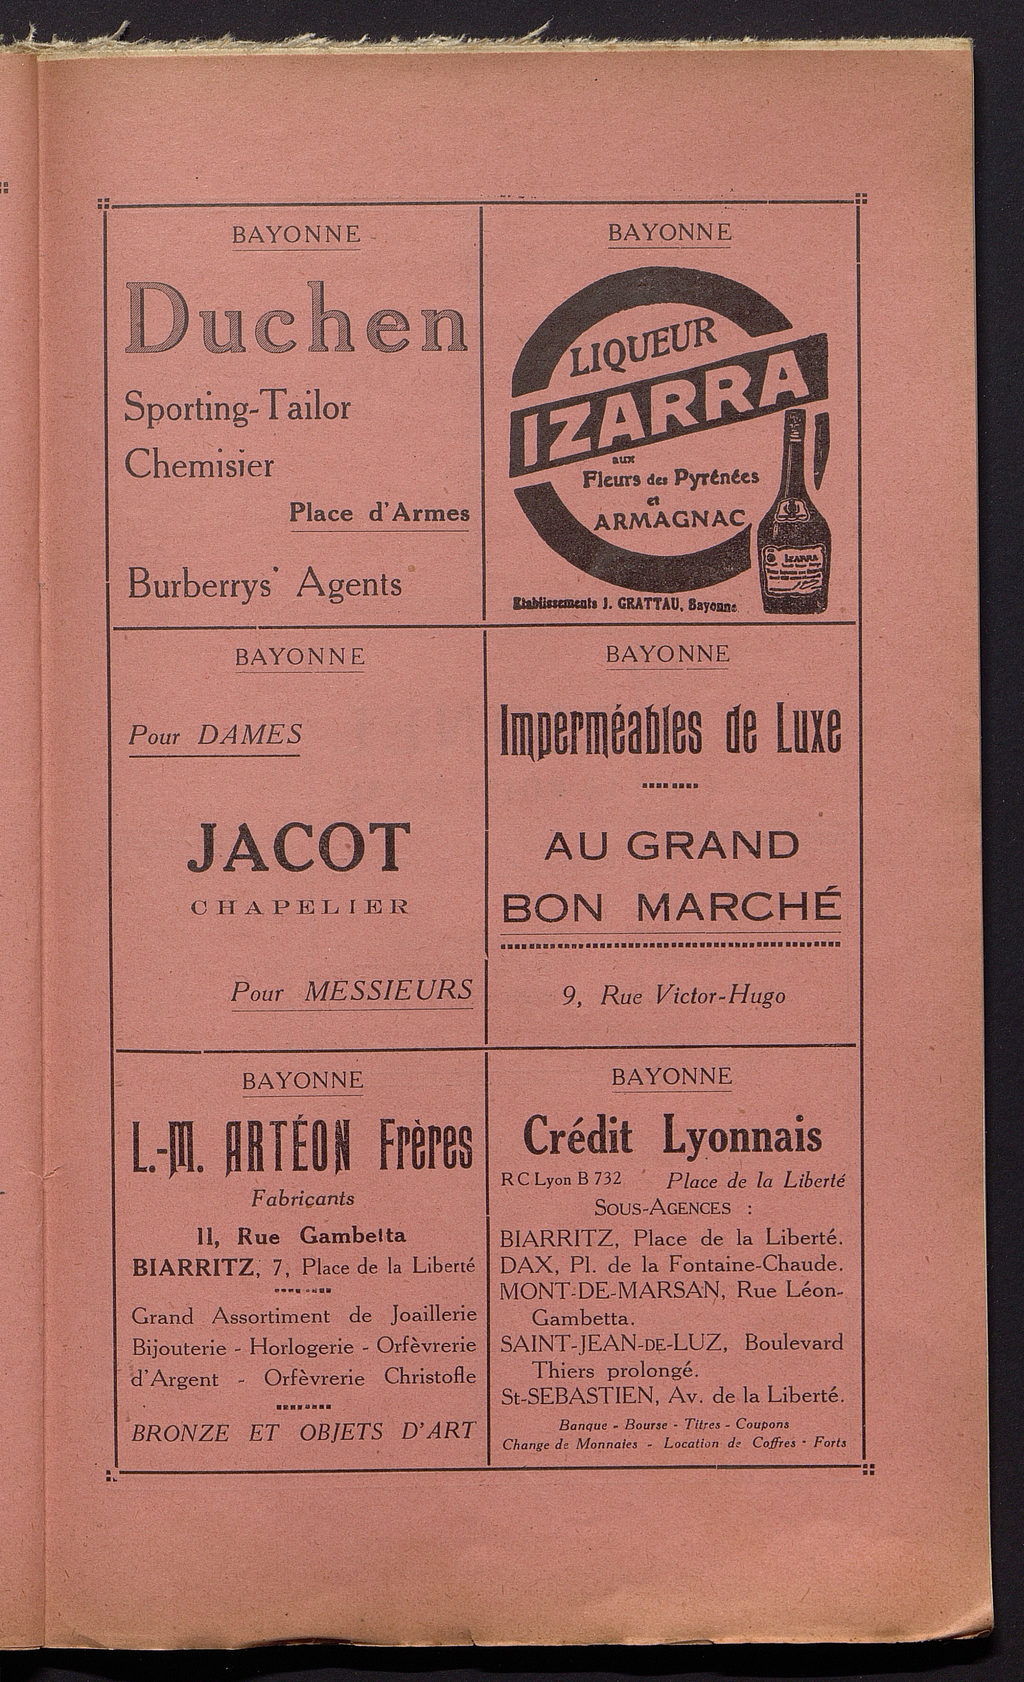 BAYONNE
Duchen
Sporting-Tailor
Chemisier
Place d'Armes
Burberrys' Agents
BAYONNE
LIQUEUR
IZARRA
aux
Fleurs des Pyrénées
et
ARMAGNAC
IZARRA
Etablissements J. GRATTAU, Bayonne
BAYONNE
Pour DAMES
JACOT
CHAPELIER
Pour MESSIEURS
BAYONNE
Imperméables de Luxe
AU GRAND
BON MARCHÉ
9, Rue Victor-Hugo
BAYONNE
L.-M. ARTÉON Frères
Fabricants
11, Rue Gambetta
BIARRITZ, 7, Place de la Liberté
Grand Assortiment de Joaillerie
Bijouterie - Horlogerie - Orfèvrerie
d'Argent - Orfèvrerie Christofle
BRONZE ET OBJETS D'ART
BAYONNE
Crédit Lyonnais
R C Lyon B 732 Place de la Liberté
SOUS-AGENCES :
BIARRITZ, Place de la Liberté.
DAX, Pl. de la Fontaine-Chaude.
MONT-DE-MARSAN, Rue Léon-
Gambetta.
SAINT-JEAN-DE-LUZ, Boulevard
Thiers prolongé.
St-SEBASTIEN, Av. de la Liberté.
Banque - Bourse - Titres - Coupons
Change de Monnaies - Location de Coffres - Forts